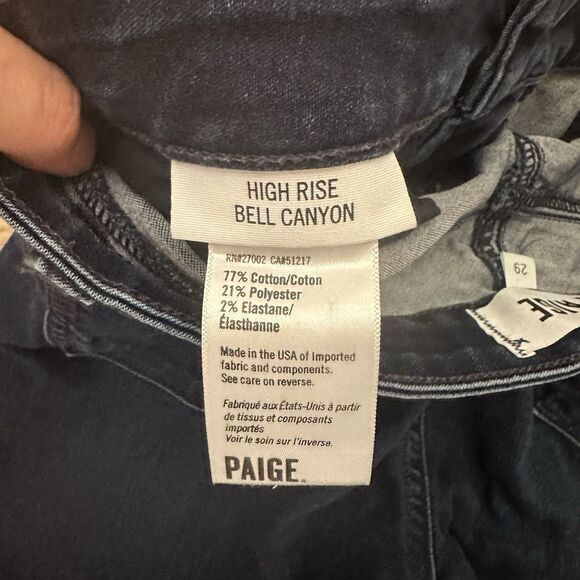 HIGH RISE
BELL CANYON
RN#27002 CA#51217
77% Cotton/Coton
21% Polyester
2% Elastane/
Élasthanne
Made in the USA of Imported
fabric and components.
See care on reverse.
Fabriqué aux États-Unis à partir
de tissus et composants
importés
Voir le soin sur l'inverse.
PAIGE.
29